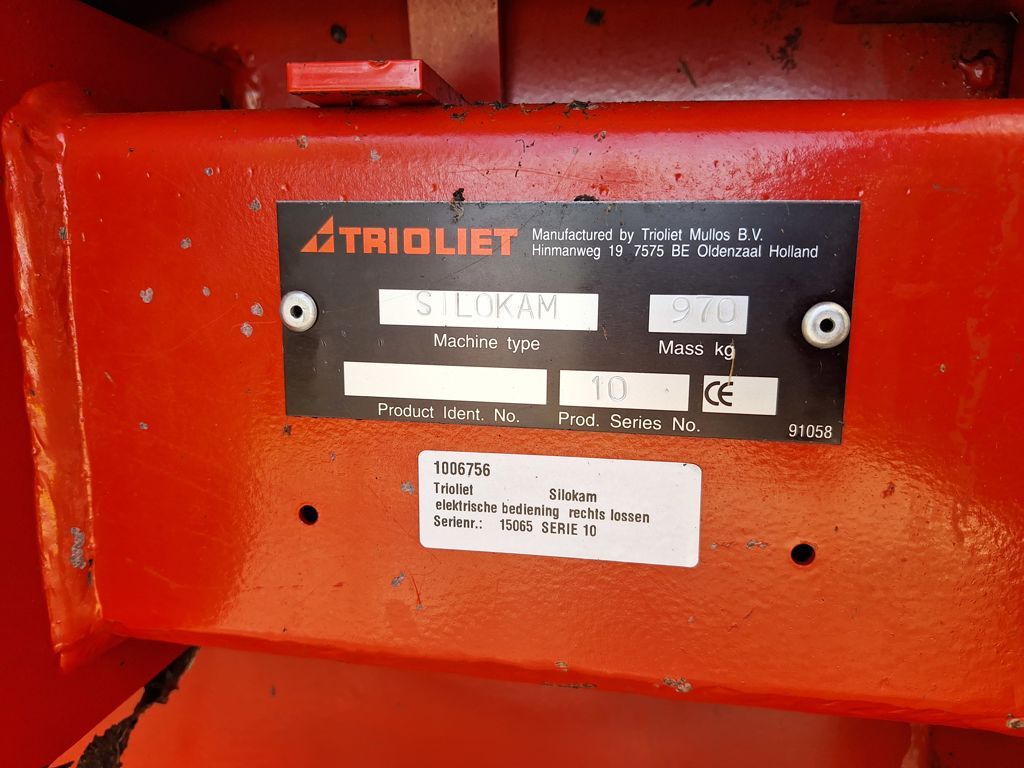 TRIOLIET
Manufactured by Trioliet Mullos B.V.
Hinmanweg 19 7575 BE Oldenzaal Holland
SILOKAM
970
Machine type
Mass kg
10
CE
Product Ident. No.
Prod. Series No.
91058
1006756
Trioliet Silokam
elektrische bediening rechts lossen
Serienr.: 15065 SERIE 10